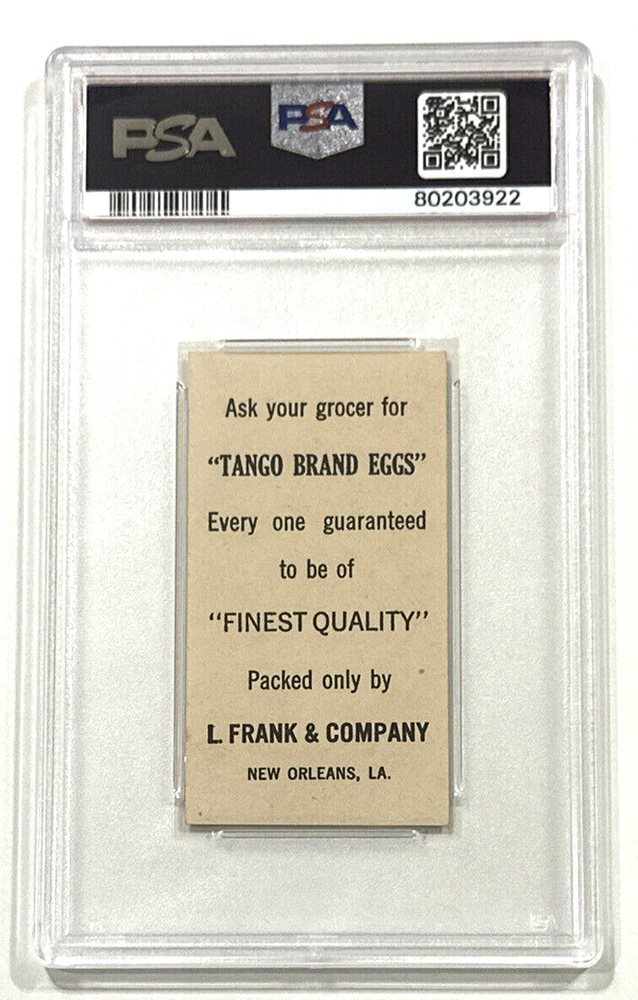 PSA
PSA
80203922
Ask your grocer for
“TANGO BRAND EGGS”
Every one guaranteed
to be of
“FINEST QUALITY”
Packed only by
L. FRANK & COMPANY
NEW ORLEANS, LA.